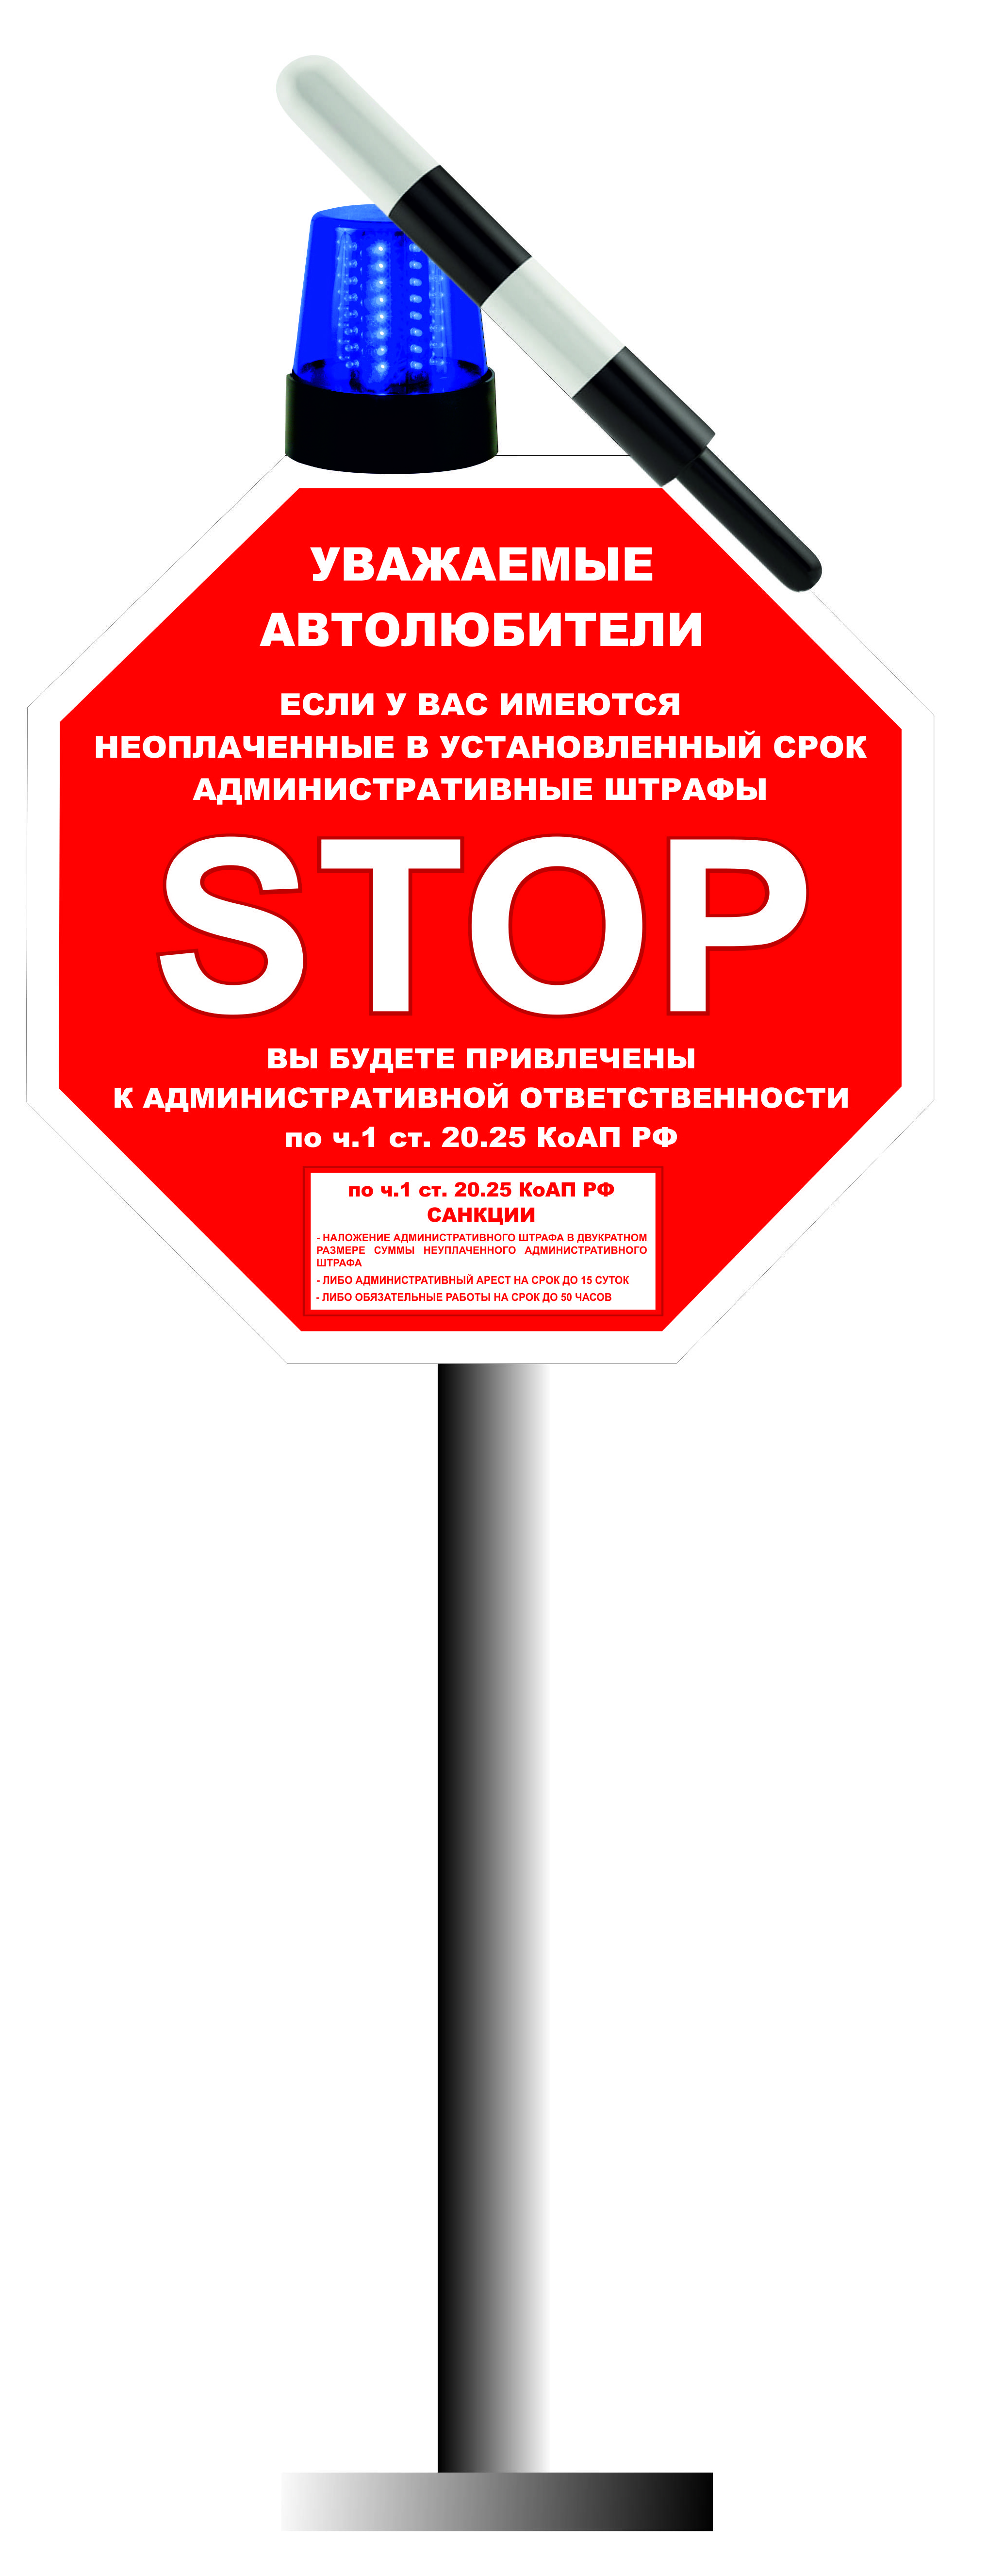 УВАЖАЕМЫЕ
АВТОЛЮБИТЕЛИ
ЕСЛИ У ВАС ИМЕЮТСЯ
НЕОПЛАЧЕННЫЕ В УСТАНОВЛЕННЫЙ СРОК
АДМИНИСТРАТИВНЫЕ ШТРАФЫ
STOP
ВЫ БУДЕТЕ ПРИВЛЕЧЕНЫ
К АДМИНИСТРАТИВНОЙ ОТВЕТСТВЕННОСТИ
по ч.1 ст. 20.25 КоАП РФ
по ч.1 ст. 20.25 КоАП РФ
САНКЦИИ
- НАЛОЖЕНИЕ АДМИНИСТРАТИВНОГО ШТРАФА В ДВУКРАТНОМ
РАЗМЕРЕ СУММЫ НЕУПЛАЧЕННОГО АДМИНИСТРАТИВНОГО
ШТРАФА
- ЛИБО АДМИНИСТРАТИВНЫЙ АРЕСТ НА СРОК ДО 15 СУТОК
- ЛИБО ОБЯЗАТЕЛЬНЫЕ РАБОТЫ НА СРОК ДО 50 ЧАСОВ